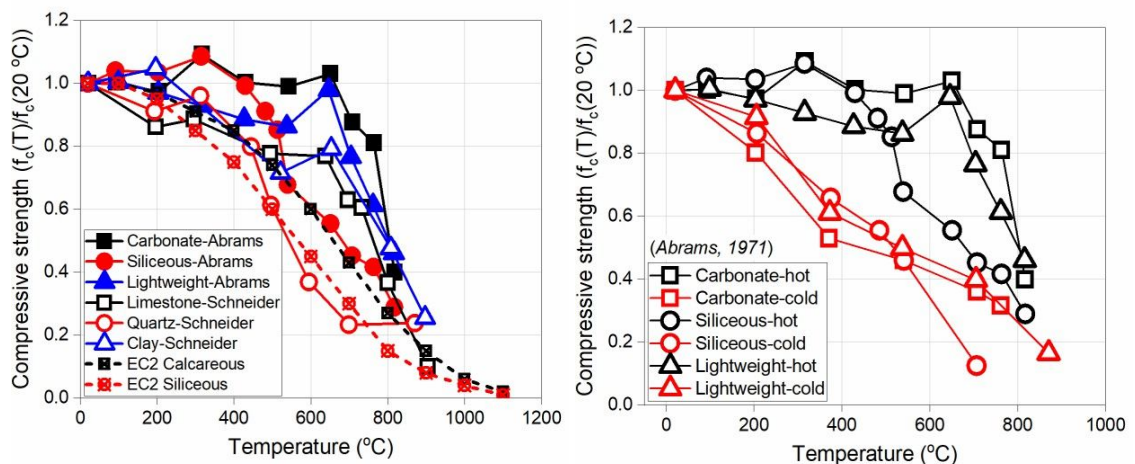 Compressive strength (f_c(T)/f_c(20 ºC))
1.2
1.0
0.8
0.6
0.4
0.2
0.0
Carbonate-Abrams
Siliceous-Abrams
Lightweight-Abrams
Limestone-Schneider
Quartz-Schneider
Clay-Schneider
EC2 Calcareous
EC2 Siliceous
0 200 400 600 800 1000 1200
Temperature (ºC)
Compressive strength (f_c(T)/f_c(20 ºC))
1.2
1.0
0.8
0.6
0.4
0.2
0.0
(Abrams, 1971)
Carbonate-hot
Carbonate-cold
Siliceous-hot
Siliceous-cold
Lightweight-hot
Lightweight-cold
0 200 400 600 800 1000
Temperature (ºC)